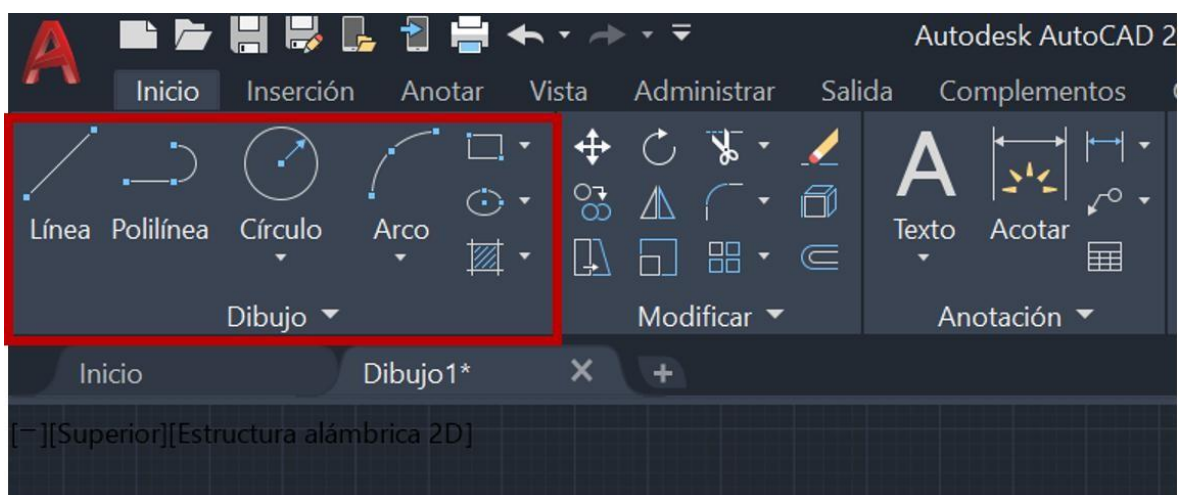 Autodesk AutoCAD 2
Inicio Inserción Anotar Vista Administrar Salida Complementos
Línea Polilínea Círculo Arco
Texto Acotar
Dibujo Modificar Anotación
Inicio Dibujo1*
[−][Superior][Estructura alámbrica 2D]